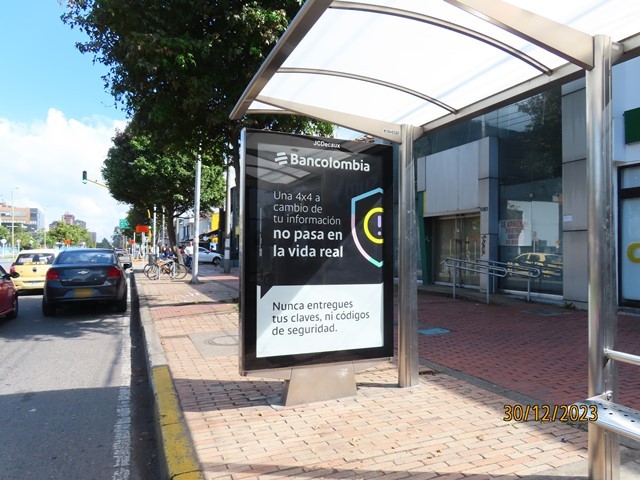 JCDecaux
Bancolombia
Una 4x4 a
cambio de
tu información
no pasa en
la vida real
Nunca entregues
tus claves, ni códigos
de seguridad.
30/12/2023